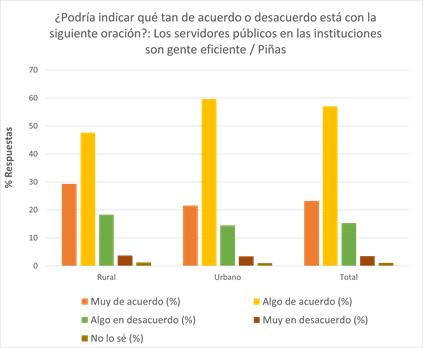 ¿Podría indicar qué tan de acuerdo o desacuerdo está con la
siguiente oración?: Los servidores públicos en las instituciones
son gente eficiente / Piñas
% Respuestas
70
60
50
40
30
20
10
0
Rural
Urbano
Total
Muy de acuerdo (%)
Algo de acuerdo (%)
Algo en desacuerdo (%)
Muy en desacuerdo (%)
No lo sé (%)